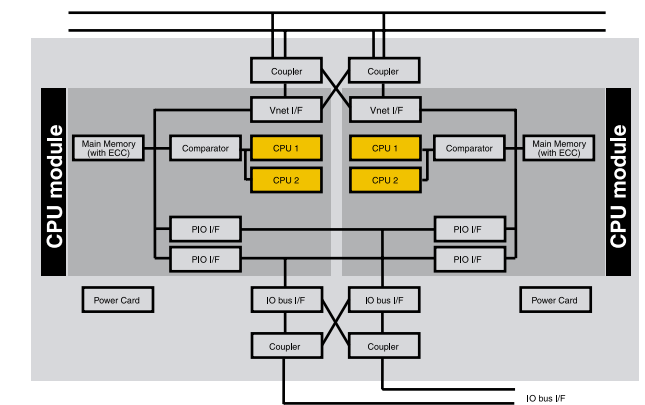 Coupler
Coupler
Vnet I/F
Vnet I/F
CPU module
Main Memory
(with ECC)
Comparator
CPU 1
CPU 2
CPU 1
CPU 2
Comparator
Main Memory
(with ECC)
CPU module
PIO I/F
PIO I/F
PIO I/F
PIO I/F
Power Card
IO bus I/F
IO bus I/F
Power Card
Coupler
Coupler
IO bus I/F